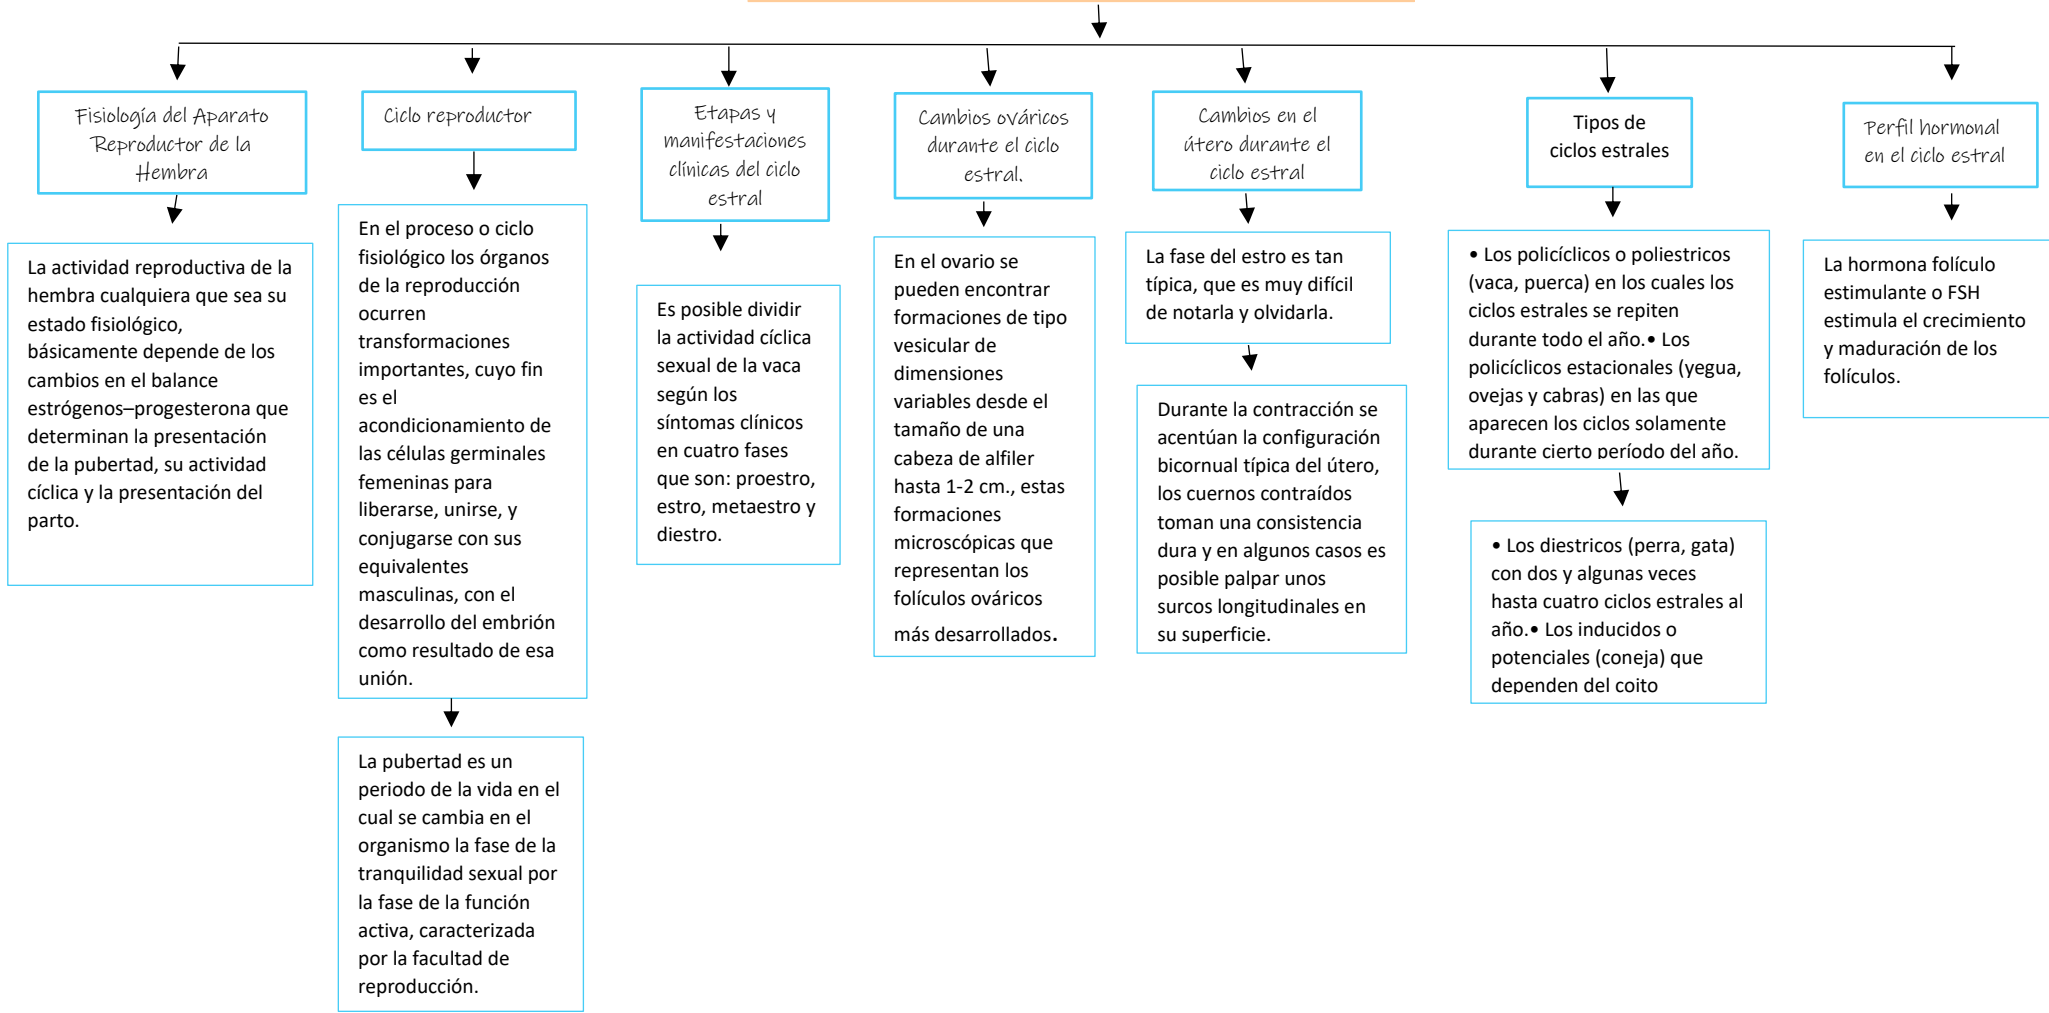 Fisiología del Aparato
Reproductor de la
Hembra
La actividad reproductiva de la
hembra cualquiera que sea su
estado fisiológico,
básicamente depende de los
cambios en el balance
estrógenos–progesterona que
determinan la presentación
de la pubertad, su actividad
cíclica y la presentación del
parto.
Ciclo reproductor
En el proceso o ciclo
fisiológico los órganos
de la reproducción
ocurren
transformaciones
importantes, cuyo fin
es el
acondicionamiento de
las células germinales
femeninas para
liberarse, unirse, y
conjugarse con sus
equivalentes
masculinas, con el
desarrollo del embrión
como resultado de esa
unión.
La pubertad es un
periodo de la vida en el
cual se cambia en el
organismo la fase de la
tranquilidad sexual por
la fase de la función
activa, caracterizada
por la facultad de
reproducción.
Etapas y
manifestaciones
clínicas del ciclo
estral
Es posible dividir
la actividad cíclica
sexual de la vaca
según los
síntomas clínicos
en cuatro fases
que son: proestro,
estro, metaestro y
diestro.
Cambios ováricos
durante el ciclo
estral.
En el ovario se
pueden encontrar
formaciones de tipo
vesicular de
dimensiones
variables desde el
tamaño de una
cabeza de alfiler
hasta 1-2 cm., estas
formaciones
microscópicas que
representan los
folículos ováricos
más desarrollados.
Cambios en el
útero durante el
ciclo estral
La fase del estro es tan
típica, que es muy difícil
de notarla y olvidarla.
Durante la contracción se
acentúan la configuración
bicornual típica del útero,
los cuernos contraídos
toman una consistencia
dura y en algunos casos es
posible palpar unos
surcos longitudinales en
su superficie.
Tipos de
ciclos estrales
• Los policíclicos o poliestricos
(vaca, puerca) en los cuales los
ciclos estrales se repiten
durante todo el año.• Los
policíclicos estacionales (yegua,
ovejas y cabras) en las que
aparecen los ciclos solamente
durante cierto período del año.
• Los diestricos (perra, gata)
con dos y algunas veces
hasta cuatro ciclos estrales al
año.• Los inducidos o
potenciales (coneja) que
dependen del coito
Perfil hormonal
en el ciclo estral
La hormona folículo
estimulante o FSH
estimula el crecimiento
y maduración de los
folículos.